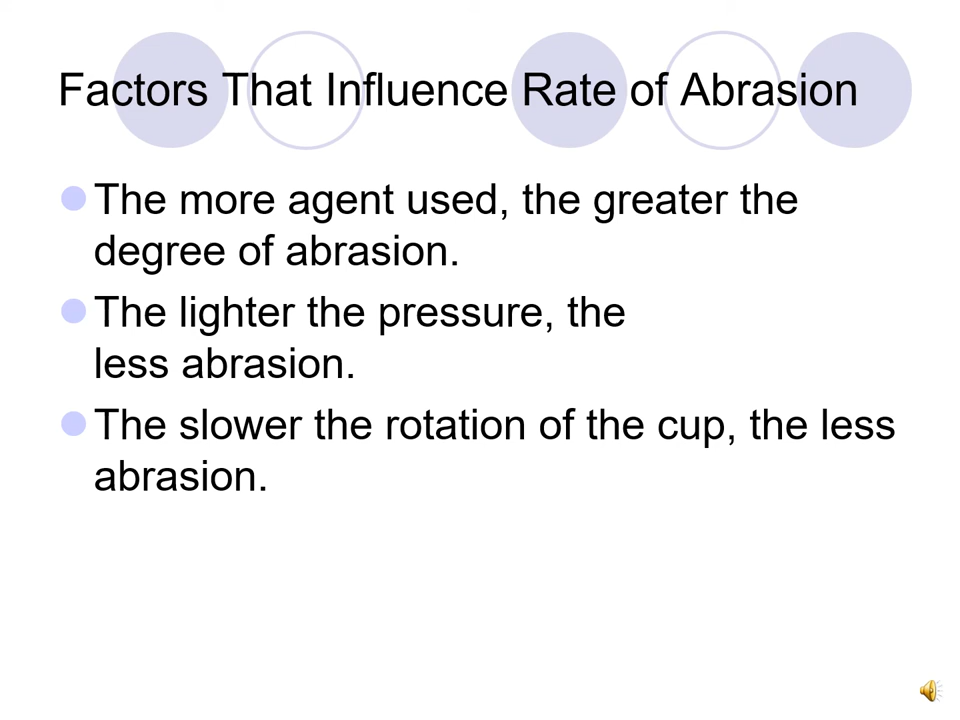 Factors That Influence Rate of Abrasion
The more agent used, the greater the
degree of abrasion.
The lighter the pressure, the
less abrasion.
The slower the rotation of the cup, the less
abrasion.